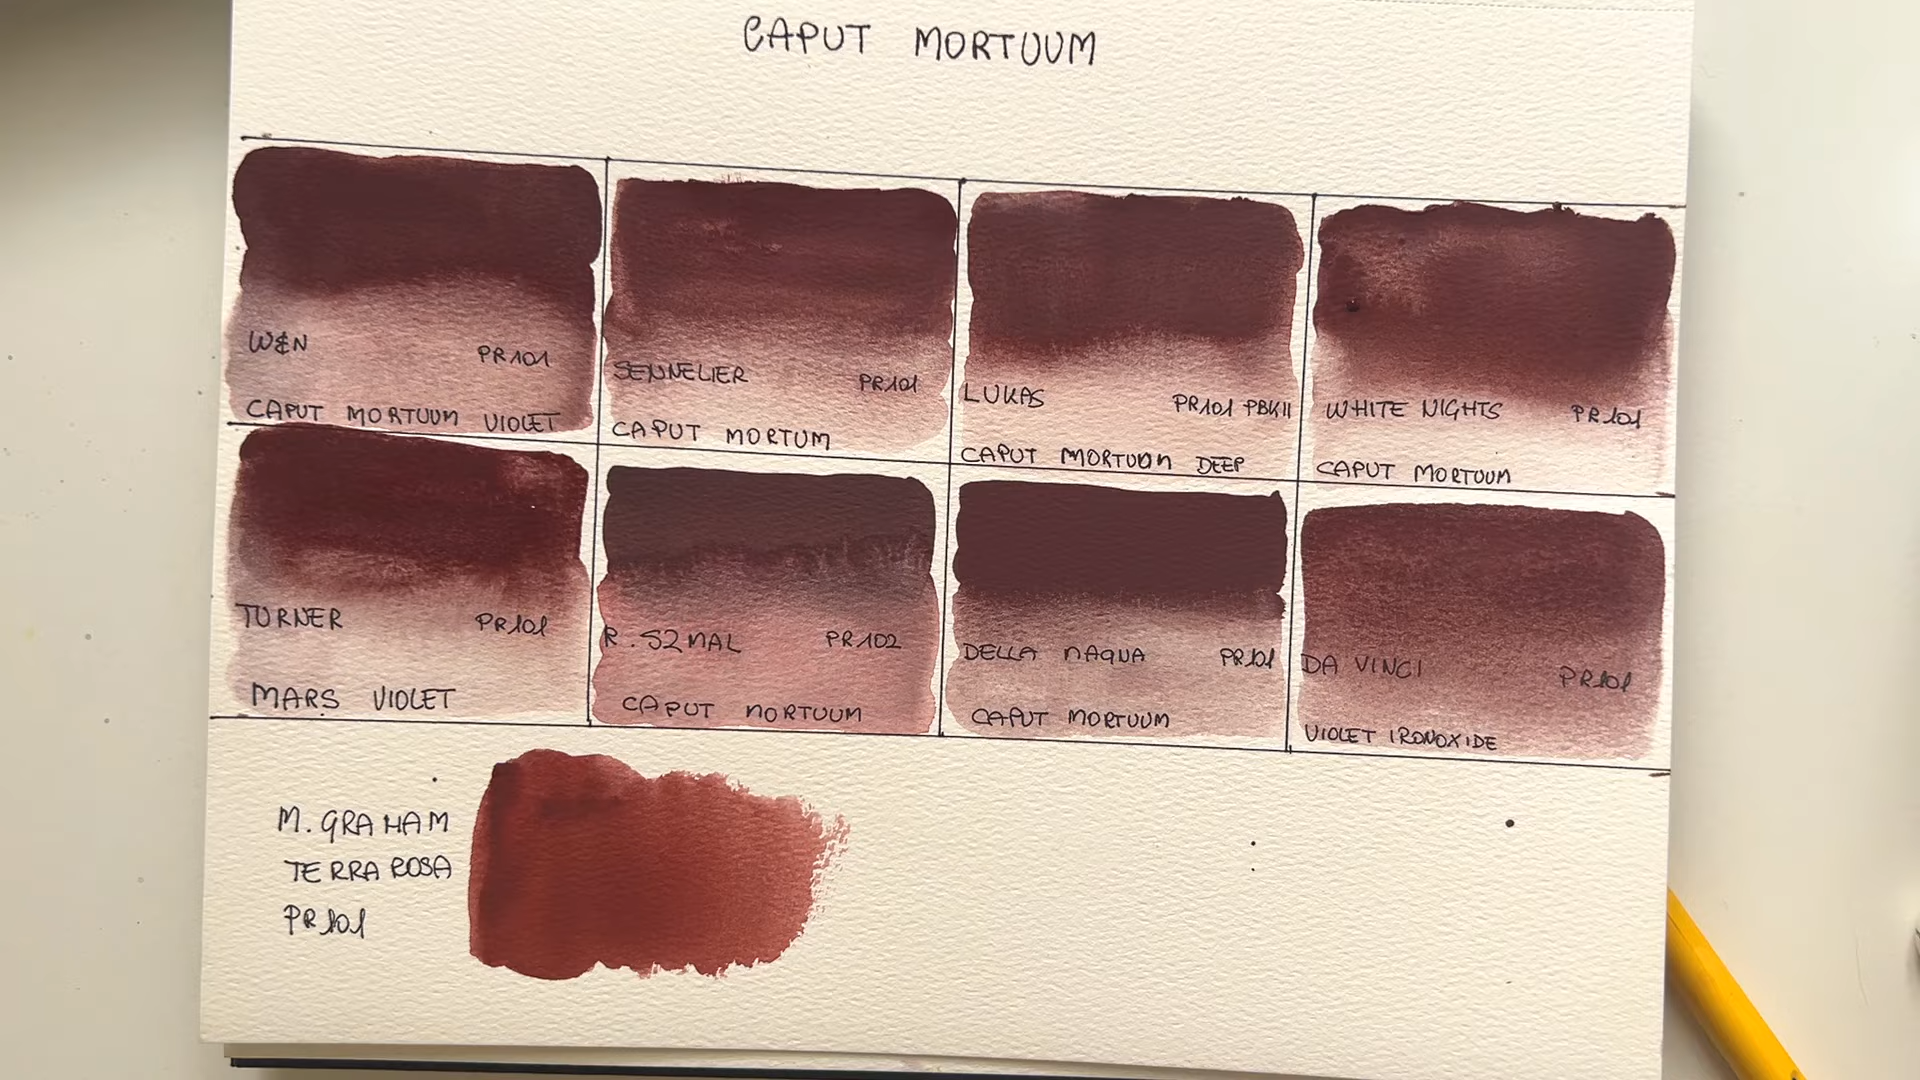 CAPUT MORTUUM
W&N PR101
CAPUT MORTUUM VIOLET
SENNELIER PR101
CAPUT MORTUM
LUKAS PR101 PBK11
CAPUT MORTUUM DEEP
WHITE NIGHTS PR101
CAPUT MORTUUM
TURNER PR101
MARS VIOLET
R. SZMAL PR102
CAPUT MORTUUM
DELLA NAQUA PR101
CAPUT MORTUUM
DA VINCI PR101
VIOLET IRONOXIDE
M. GRAHAM
TERRA ROSA
PR101